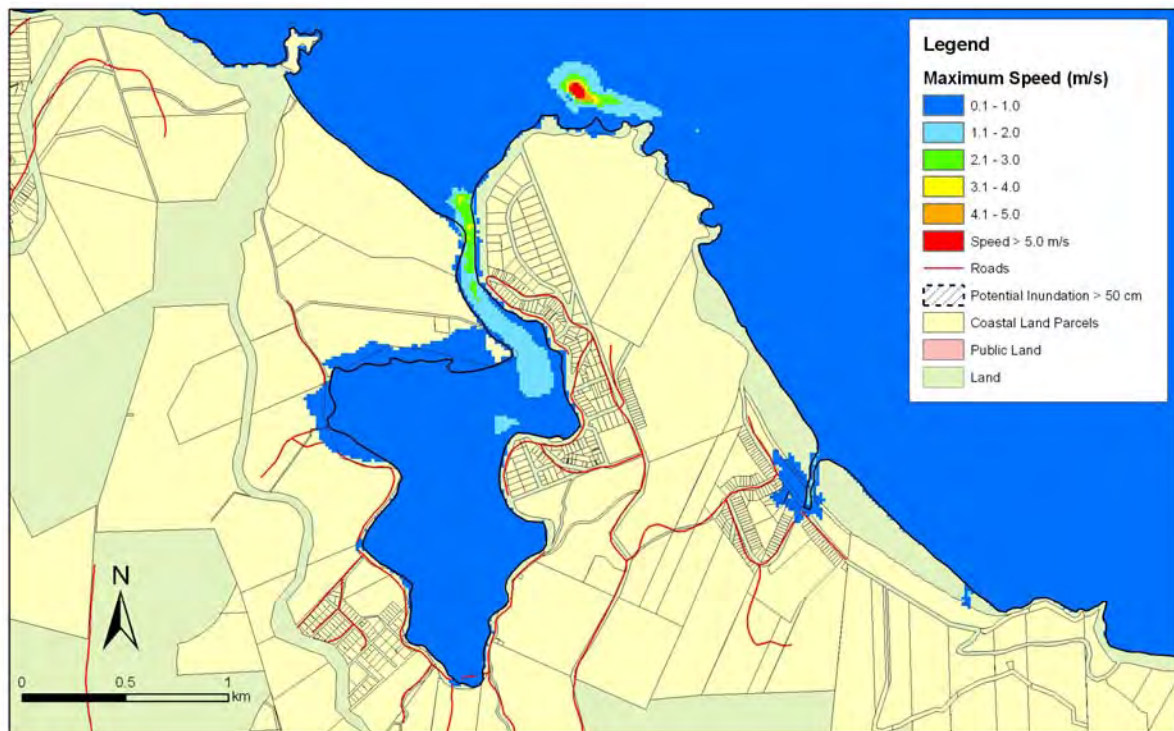 Legend
Maximum Speed (m/s)
0.1 - 1.0
1.1 - 2.0
2.1 - 3.0
3.1 - 4.0
4.1 - 5.0
Speed > 5.0 m/s
Roads
Potential Inundation > 50 cm
Coastal Land Parcels
Public Land
Land
N
0 0.5 1
km